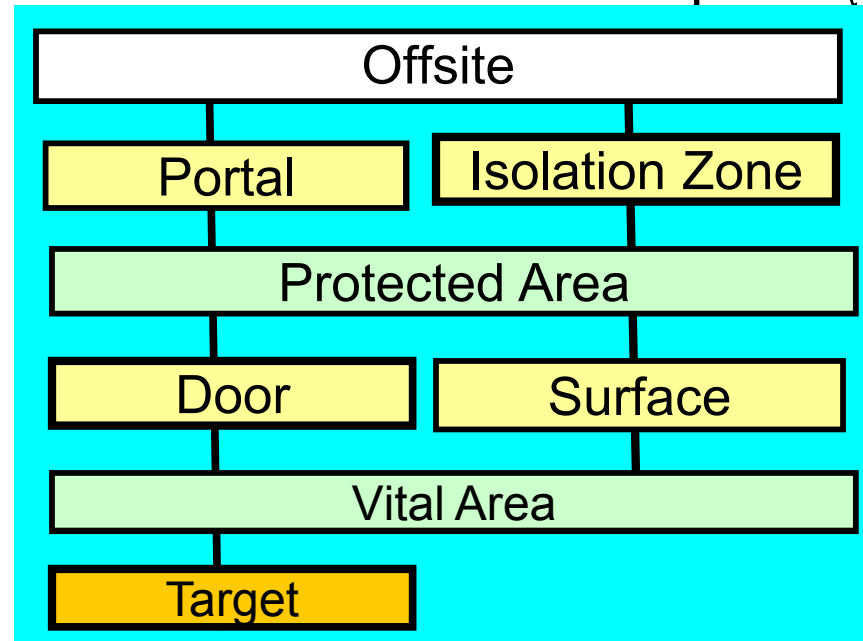 Offsite
Portal
Isolation Zone
Protected Area
Door
Surface
Vital Area
Target